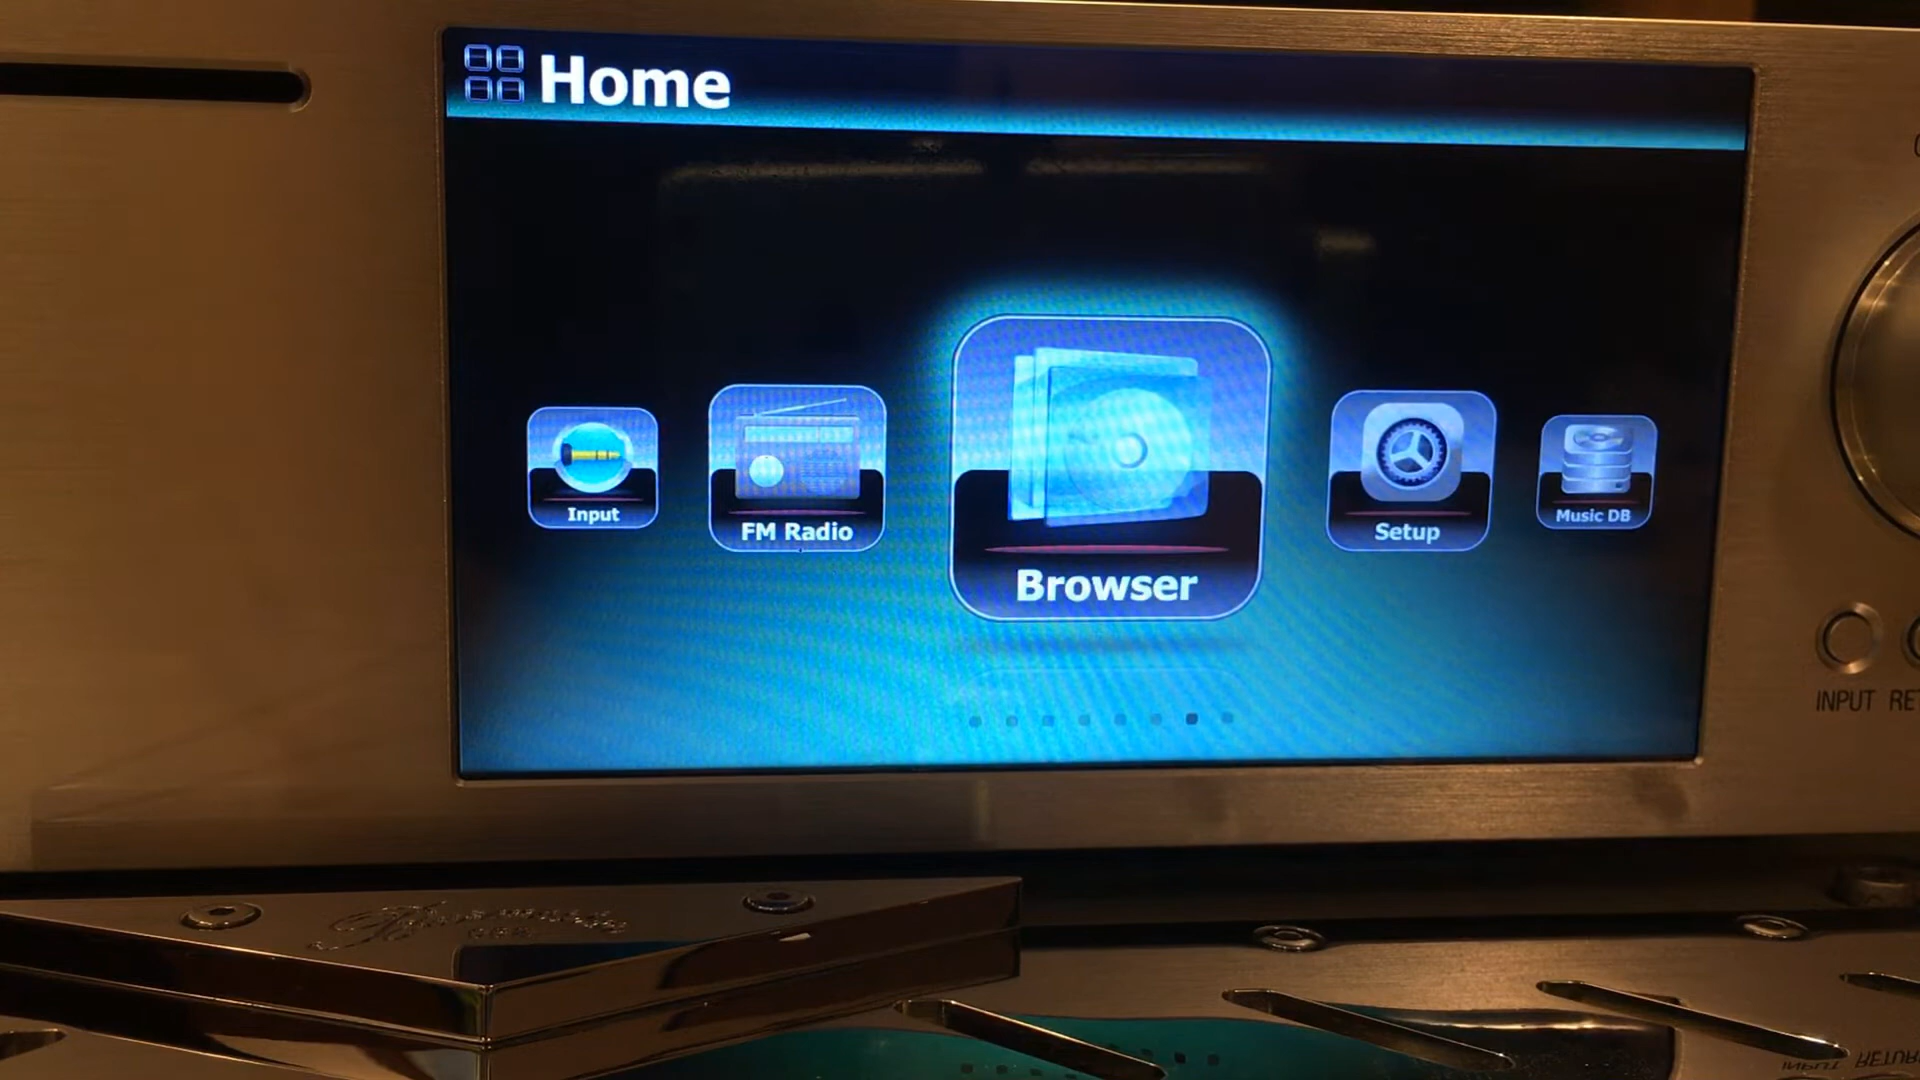 Home
Input
FM Radio
Browser
Setup
Music DB
INPUT